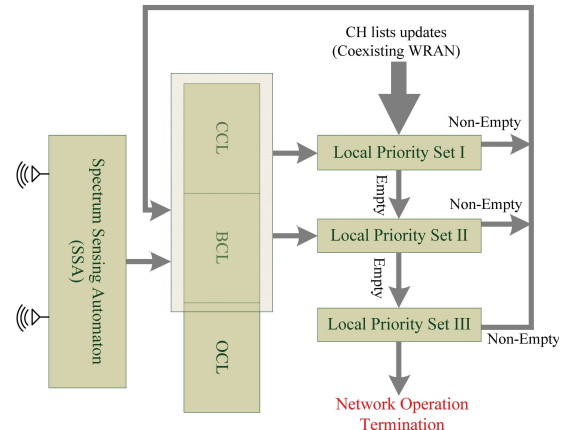 CH lists updates
(Coexisting WRAN)
Non-Empty
CCL
Local Priority Set I
Empty
Non-Empty
Spectrum Sensing Automaton
(SSA)
BCL
Local Priority Set II
Empty
Local Priority Set III
Non-Empty
OCL
Network Operation
Termination